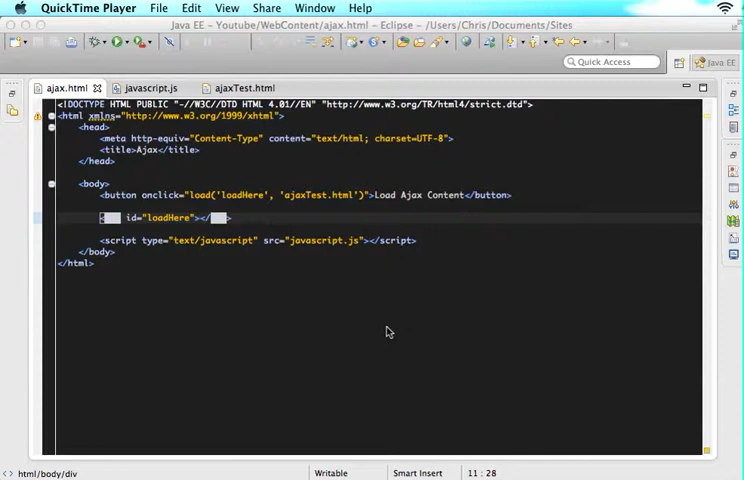 QuickTime Player File Edit View Share Window Help
Java EE - Youtube/WebContent/ajax.html - Eclipse - /Users/Chris/Documents/Sites
Quick Access
Java EE
ajax.html javascript.js ajaxTest.html
<!DOCTYPE HTML PUBLIC "-//W3C//DTD HTML 4.01//EN" "http://www.w3.org/TR/html4/strict.dtd">
<html xmlns="http://www.w3.org/1999/xhtml">
<head>
<meta http-equiv="Content-Type" content="text/html; charset=UTF-8">
<title>Ajax</title>
</head>
<body>
<button onclick="load('loadHere', 'ajaxTest.html')">Load Ajax Content</button>
< id="loadHere"></ >
<script type="text/javascript" src="javascript.js"></script>
</body>
</html>
html/body/div Writable Smart Insert 11 : 28